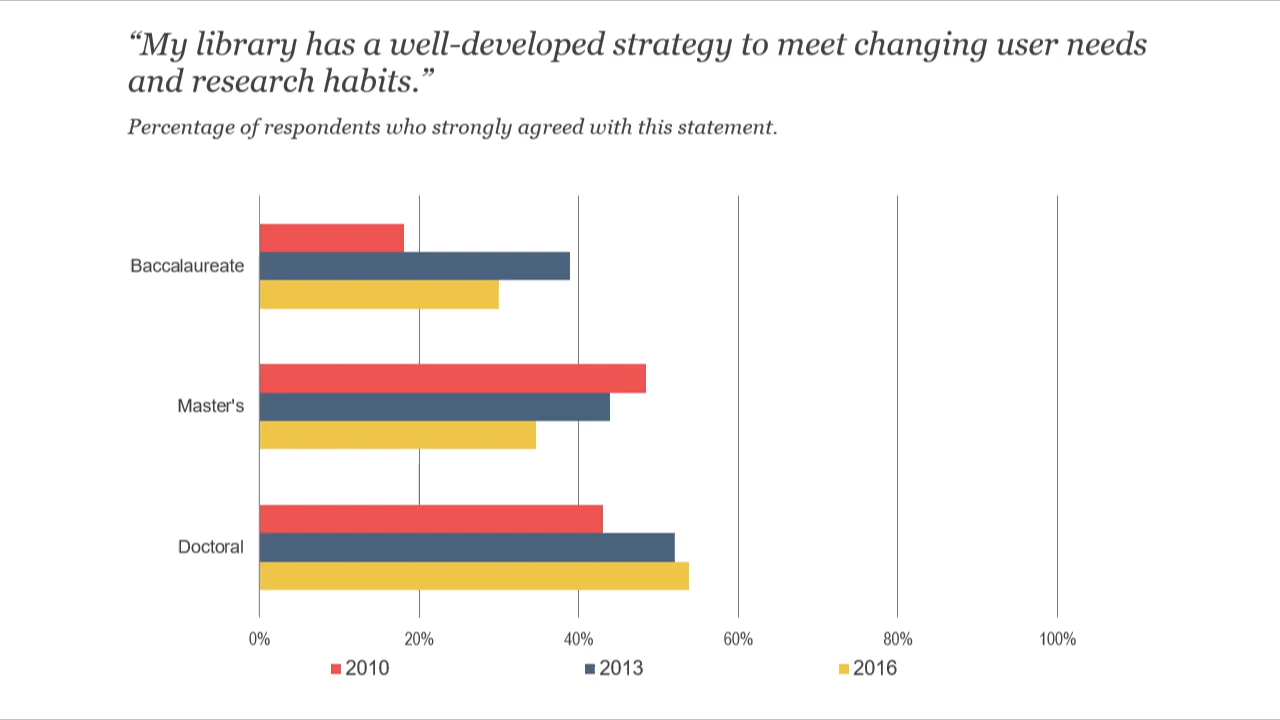 “My library has a well-developed strategy to meet changing user needs
and research habits.”
Percentage of respondents who strongly agreed with this statement.
Baccalaureate
Master's
Doctoral
0% 20% 40% 60% 80% 100%
2010 2013 2016